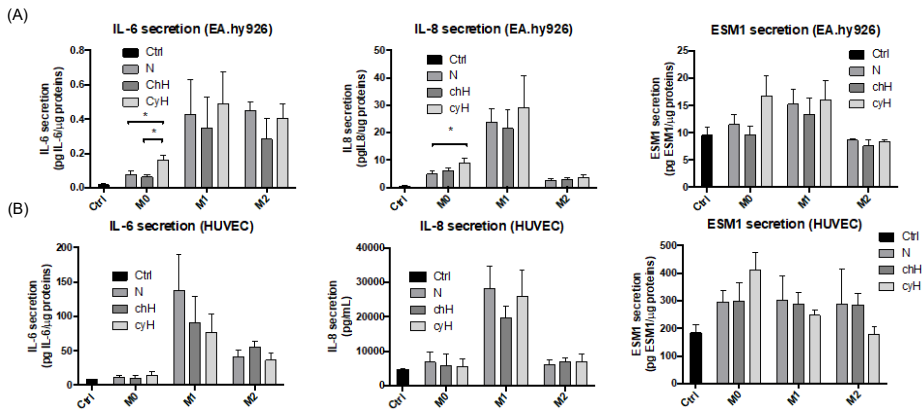 (A)
IL-6 secretion (EA.hy926)
IL-6 secretion
(pg IL-6/µg proteins)
0.8
0.6
0.4
0.2
0.0
Ctrl
N
ChH
CyH
*
*
Ctrl
M0
M1
M2
IL-8 secretion (EA.hy926)
IL8 secretion
(pgIL8/ug proteins)
50
40
30
20
10
0
Ctrl
N
chH
cyH
*
Ctrl
M0
M1
M2
ESM1 secretion (EA.hy926)
ESM1 secretion
(pg ESM1/µg proteins)
25
20
15
10
5
0
Ctrl
N
chH
cyH
Ctrl
M0
M1
M2
(B)
IL-6 secretion (HUVEC)
IL-6 secretion
(pg IL-6/µg proteins)
200
150
100
50
0
Ctrl
N
chH
cyH
Ctrl
M0
M1
M2
IL-8 secretion (HUVEC)
IL-8 secretion
(pg/mL)
40000
30000
20000
10000
0
Ctrl
N
chH
cyH
Ctrl
M0
M1
M2
ESM1 secretion (HUVEC)
ESM1 secretion
(pg ESM1/µg proteins)
500
400
300
200
100
0
Ctrl
N
chH
cyH
Ctrl
M0
M1
M2